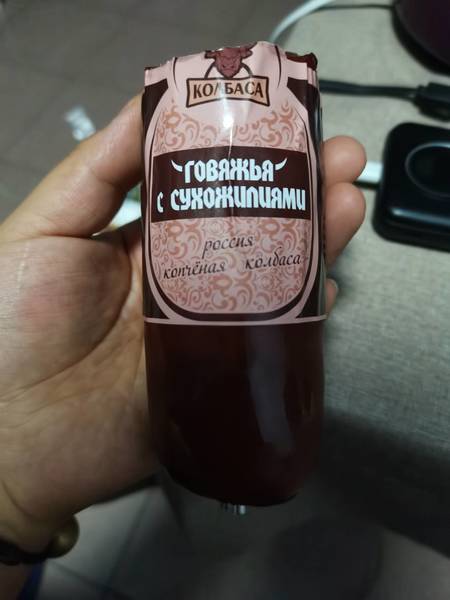 КОЛБАСА
ГОВЯЖЬЯ
С СУХОЖИЛИЯМИ
россия
копчёная колбаса